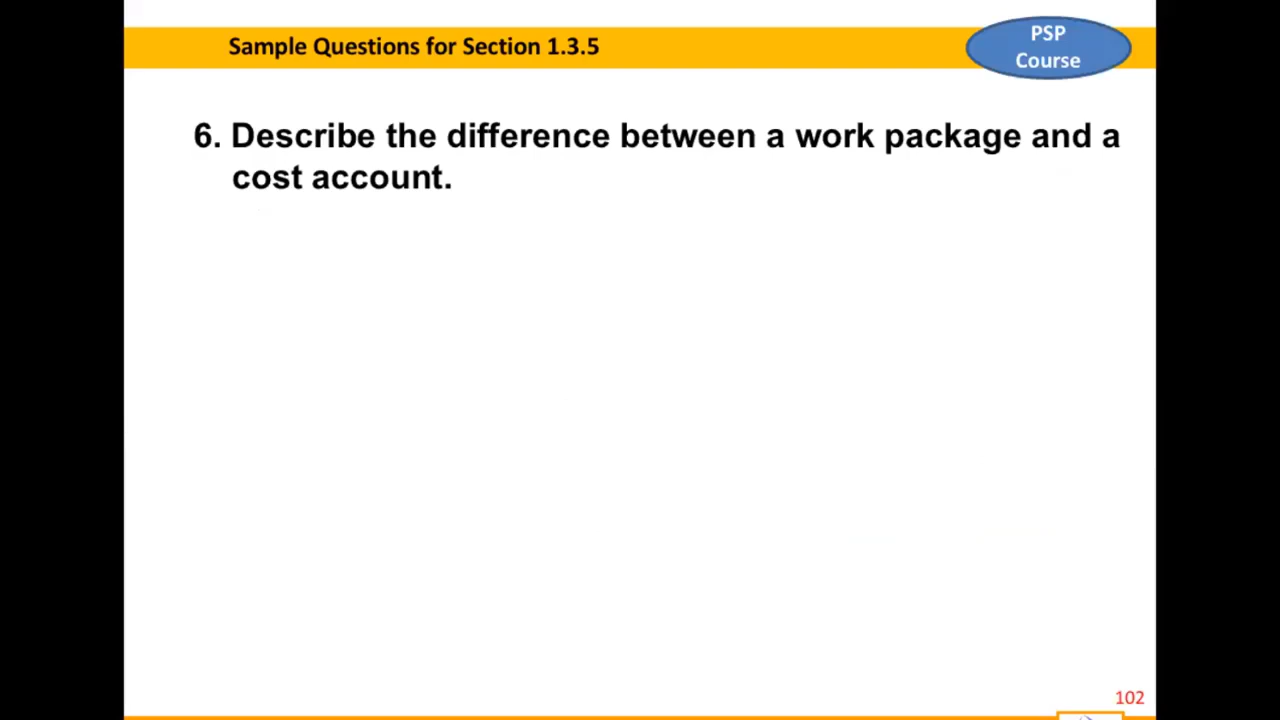 Sample Questions for Section 1.3.5
PSP
Course
6. Describe the difference between a work package and a
cost account.
102